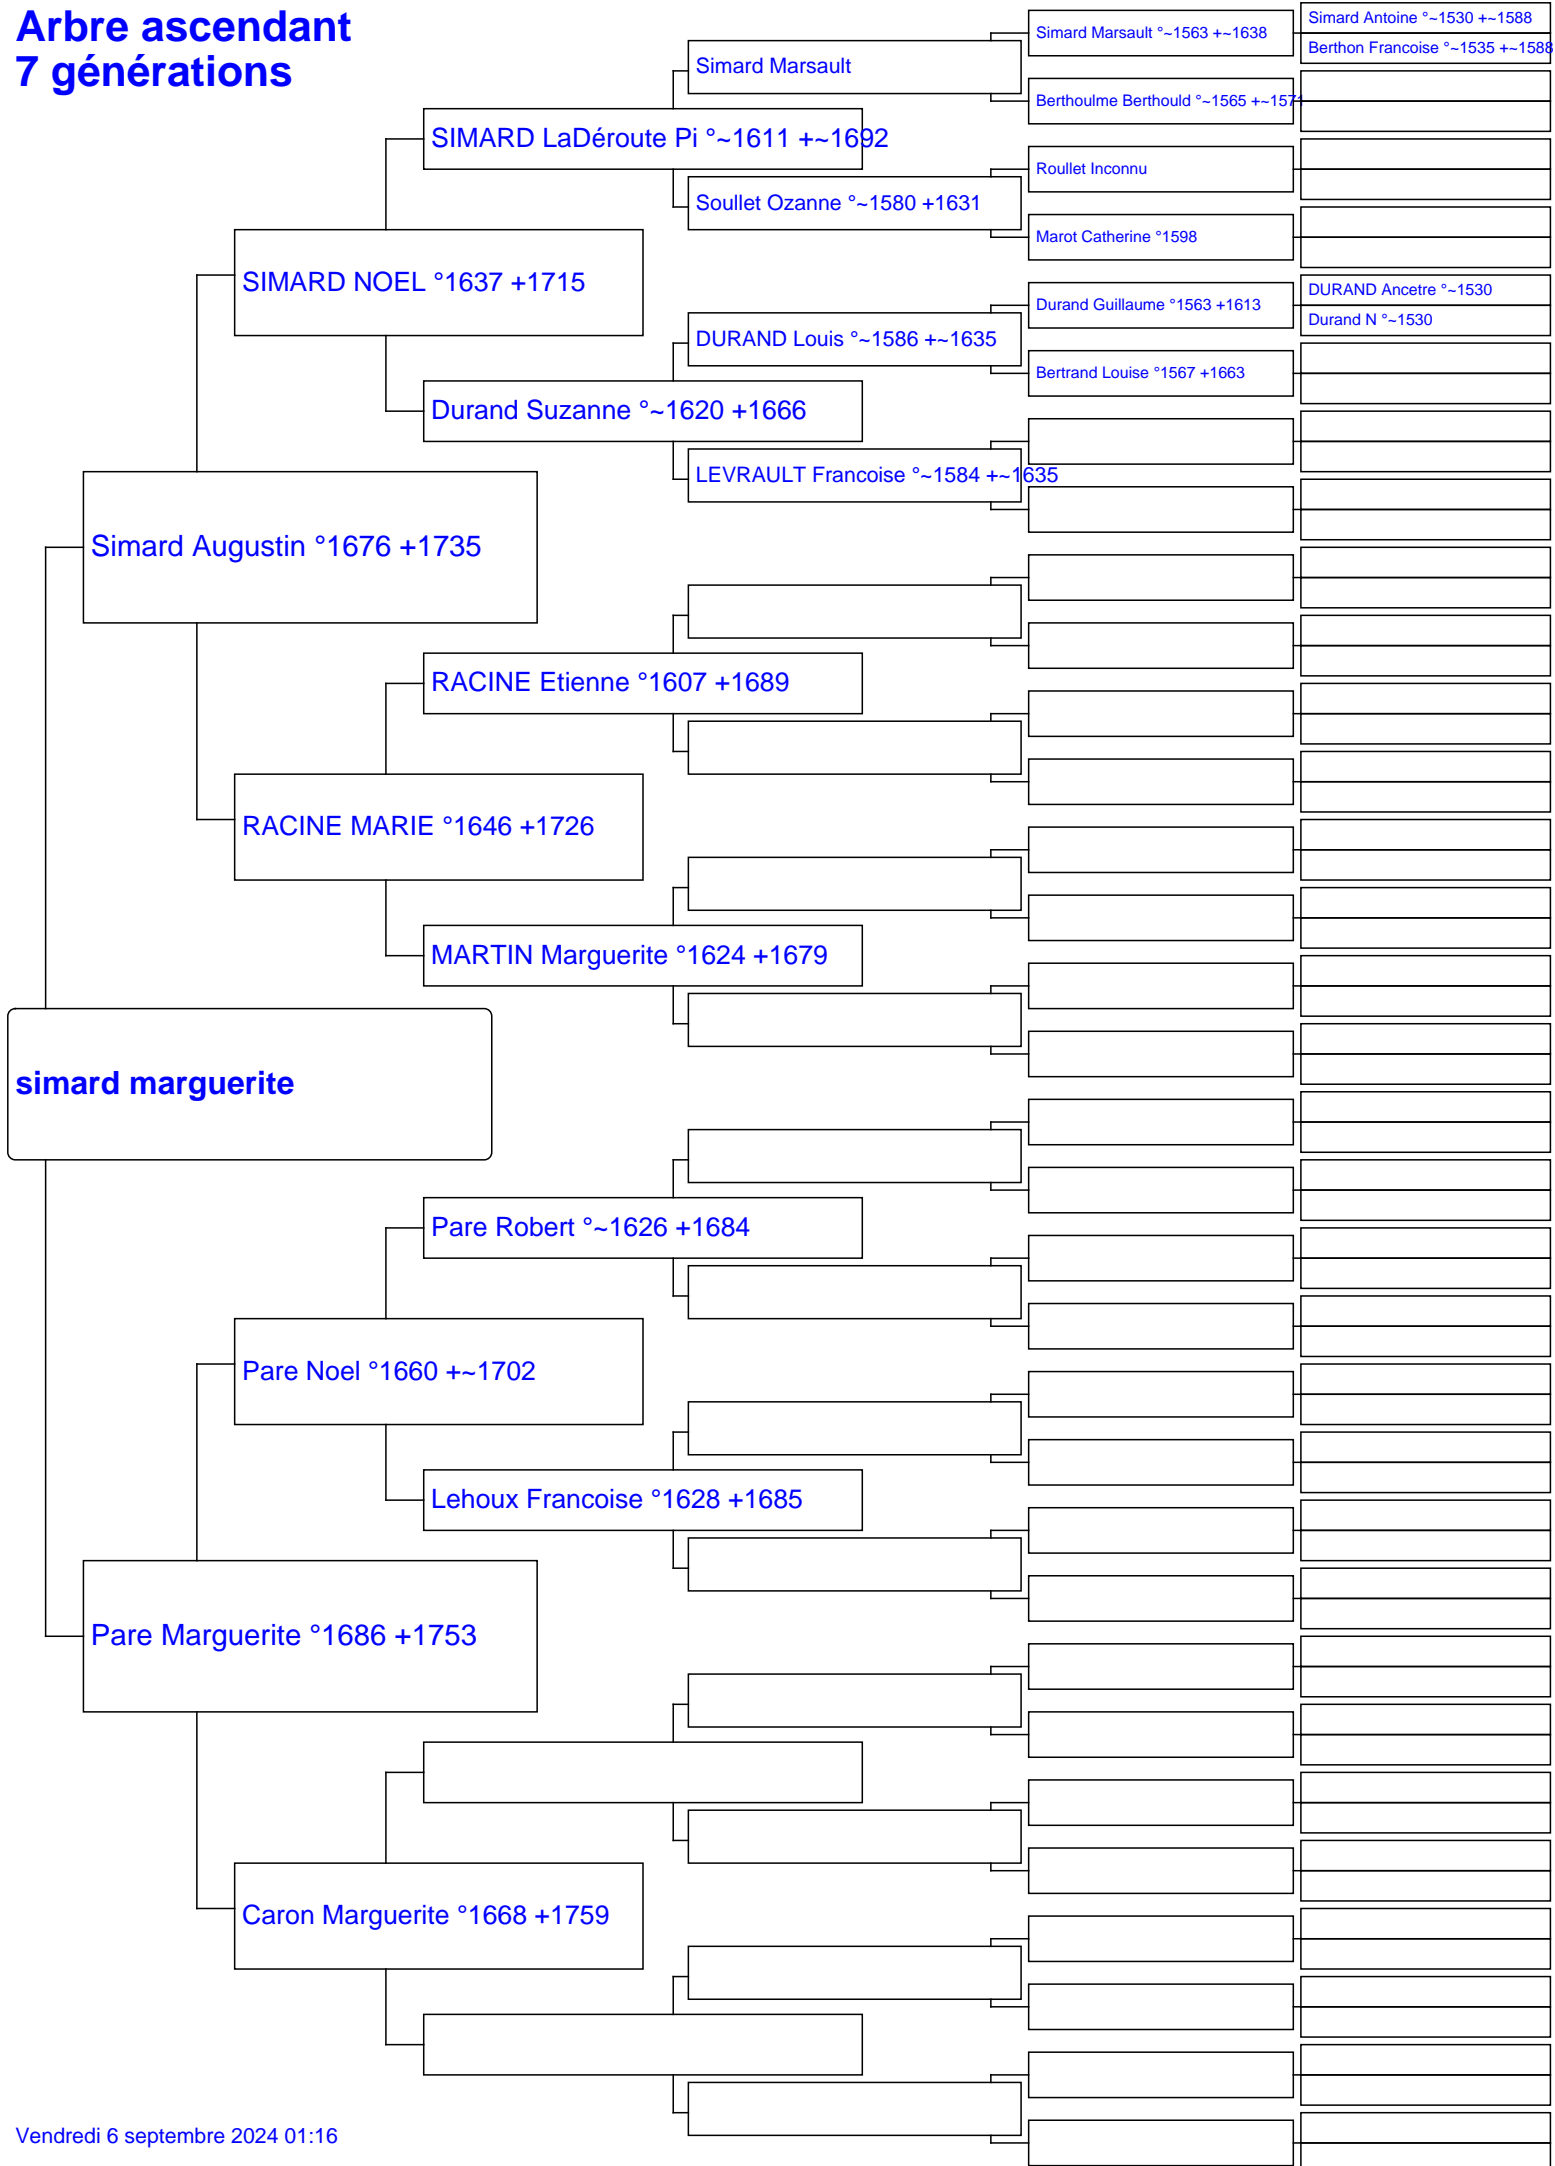 Arbre ascendant
7 générations
Simard Antoine °~1530 +~1588
Simard Marsault °~1563 +~1638
Berthon Francoise °~1535 +~1588
Simard Marsault
Berthoulme Berthould °~1565 +~1571
SIMARD LaDéroute Pi °~1611 +~1692
Roullet Inconnu
Soullet Ozanne °~1580 +1631
Marot Catherine °1598
SIMARD NOEL °1637 +1715
DURAND Ancetre °~1530
Durand Guillaume °1563 +1613
Durand N °~1530
DURAND Louis °~1586 +~1635
Bertrand Louise °1567 +1663
Durand Suzanne °~1620 +1666
LEVRAULT Francoise °~1584 +~1635
Simard Augustin °1676 +1735
RACINE Etienne °1607 +1689
RACINE MARIE °1646 +1726
MARTIN Marguerite °1624 +1679
simard marguerite
Pare Robert °~1626 +1684
Pare Noel °1660 +~1702
Lehoux Francoise °1628 +1685
Pare Marguerite °1686 +1753
Caron Marguerite °1668 +1759
Vendredi 6 septembre 2024 01:16